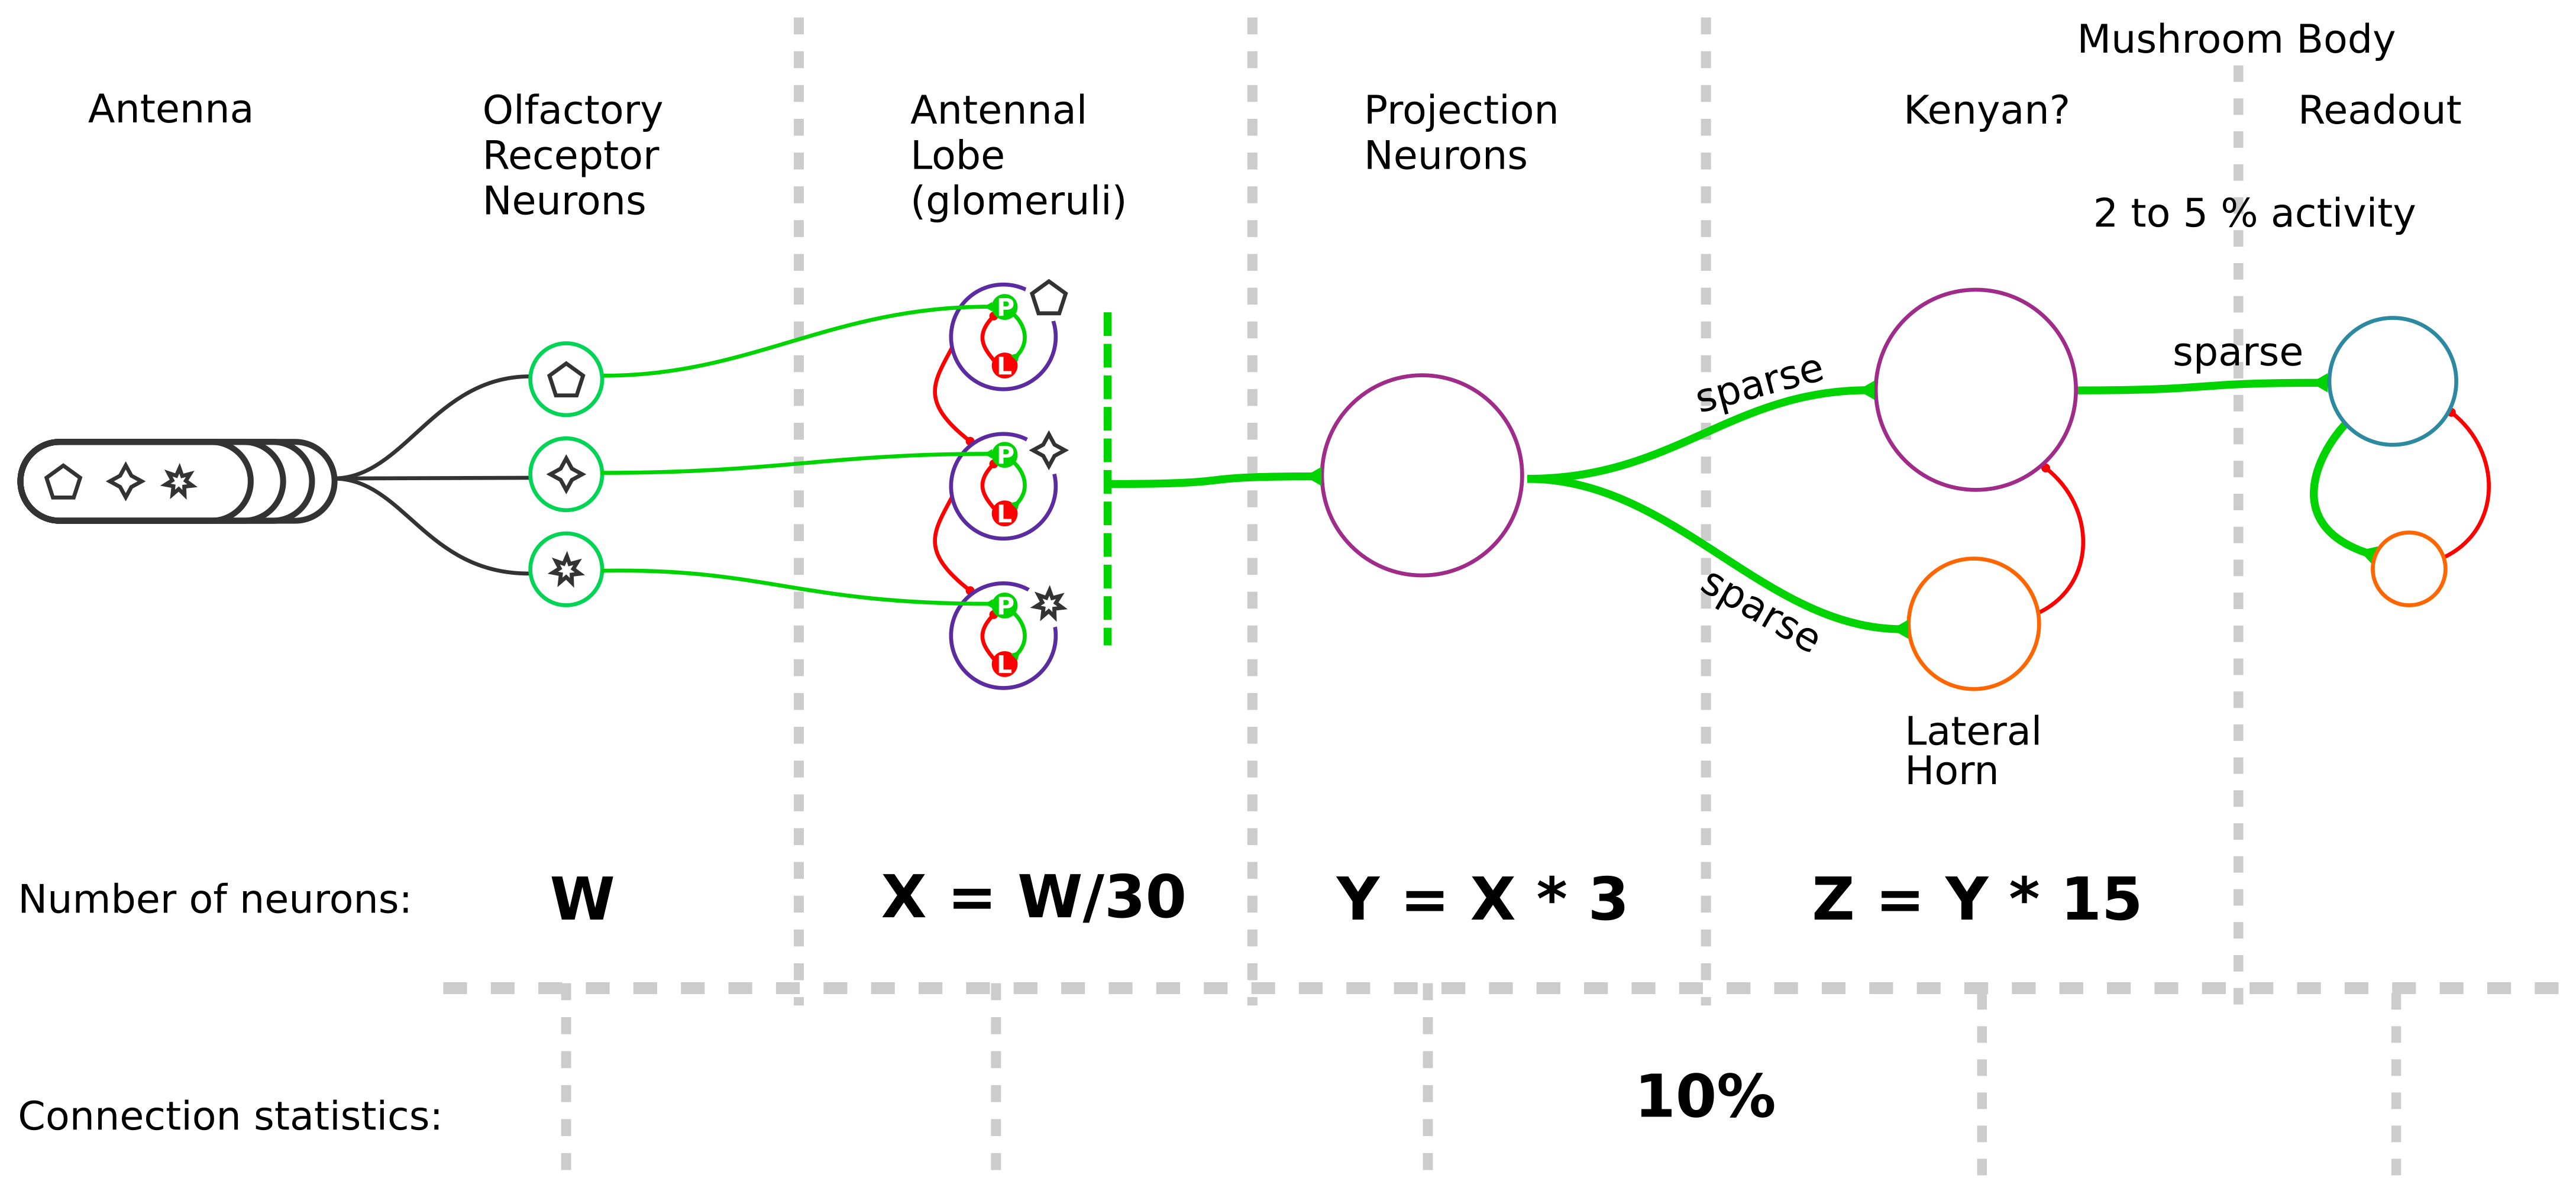 Mushroom Body
Antenna
Olfactory
Receptor
Neurons
Antennal
Lobe
(glomeruli)
Projection
Neurons
Kenyan?
Readout
2 to 5 % activity
P
L
P
L
P
L
sparse
sparse
sparse
Lateral
Horn
Number of neurons:
W
X = W/30
Y = X * 3
Z = Y * 15
Connection statistics:
10%